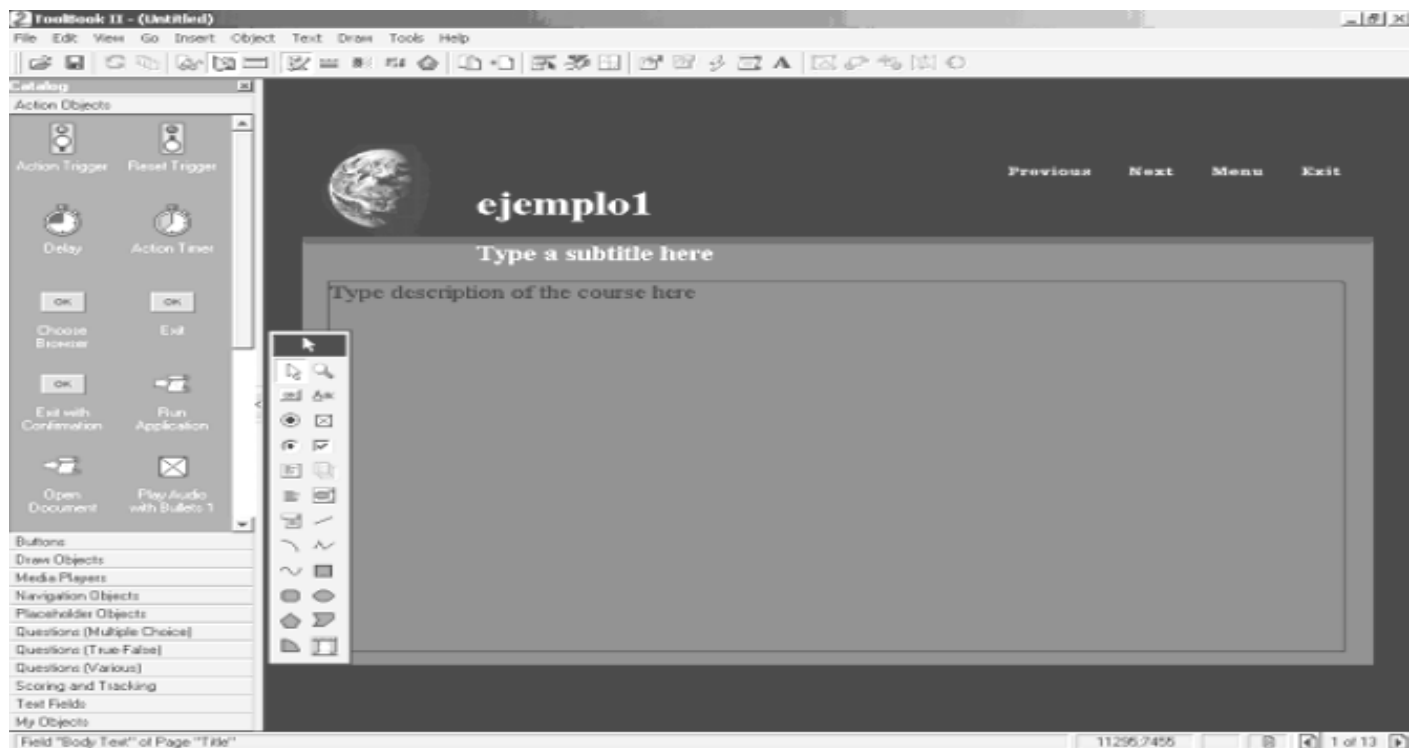 ToolBook II - (Untitled)
File Edit View Go Insert Object Text Draw Tools Help
Catalog
Action Objects
Action Trigger Reset Trigger
Delay Action Timer
OK OK
Choose Browser Exit
OK
Exit with Confirmation Run Application
Open Document Play Audio with Bullets 1
Buttons
Draw Objects
Media Players
Navigation Objects
Placeholder Objects
Questions (Multiple Choice)
Questions (True-False)
Questions (Various)
Scoring and Tracking
Text Fields
My Objects
Previous Next Menu Exit
ejemplo1
Type a subtitle here
Type description of the course here
Field "Body Text" of Page "Title"
11295;7455
1 of 13